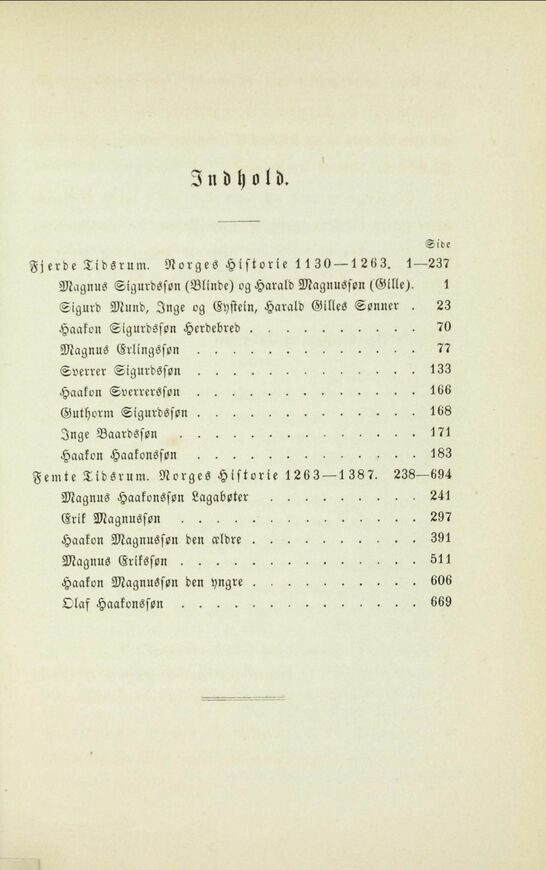 Indhold.
Side
Fjerde Tidsrum. Norges Historie 1130—1263. 1—237
Magnus Sigurdsſøn (Blinde) og Harald Magnusſøn (Gille). 1
Sigurd Mund, Inge og Eyſtein, Harald Gilles Sønner . 23
Haakon Sigurdsſøn Herdebred . . . . . . . . . 70
Magnus Erlingsſøn . . . . . . . . . . . . 77
Sverrer Sigurdsſøn . . . . . . . . . . . . 133
Haakon Sverrersſøn . . . . . . . . . . . . 166
Guthorm Sigurdsſøn . . . . . . . . . . . . 168
Inge Baardsſøn . . . . . . . . . . . . . 171
Haakon Haakonsſøn . . . . . . . . . . . . 183
Femte Tidsrum. Norges Hiſtorie 1263—1387. 238—694
Magnus Haakonsſøn Lagabøter . . . . . . . . 241
Erik Magnusſøn . . . . . . . . . . . . . 297
Haakon Magnusſøn den ældre . . . . . . . . . 391
Magnus Eriksſøn . . . . . . . . . . . . . 511
Haakon Magnusſøn den yngre . . . . . . . . . 606
Olaf Haakonsſøn . . . . . . . . . . . . . 669